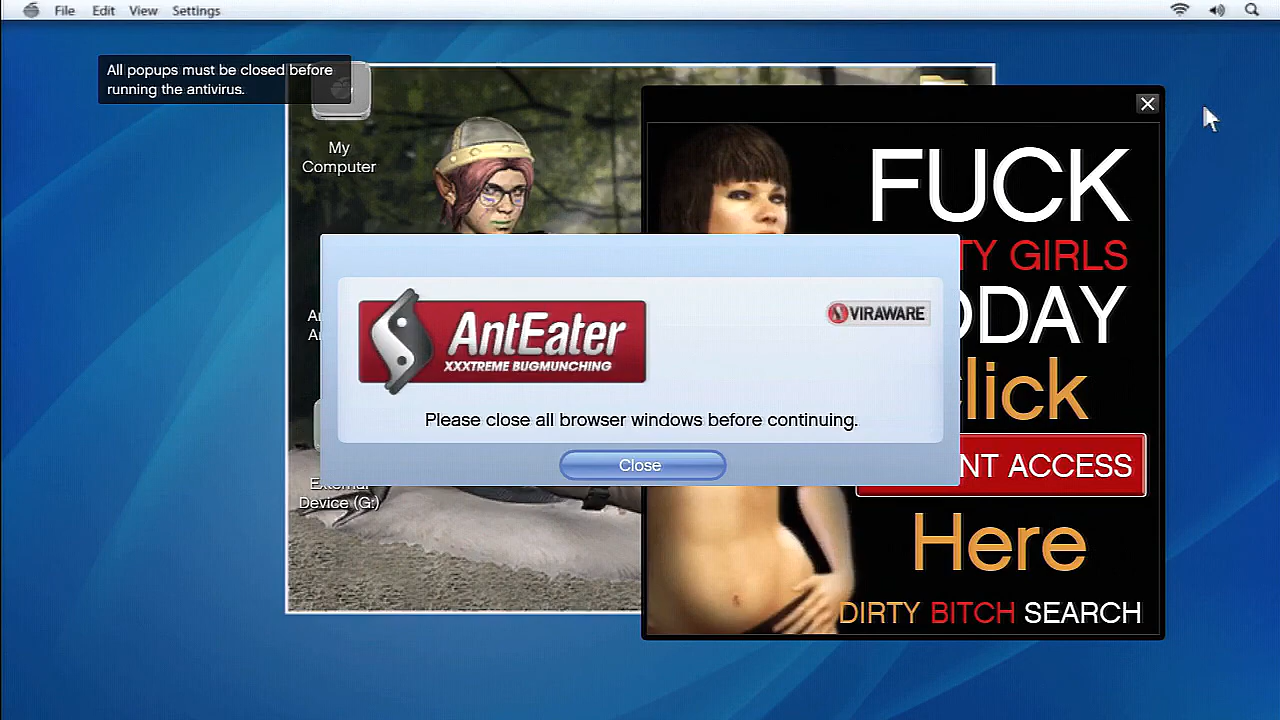 File Edit View Settings
All popups must be closed before
running the antivirus.
My
Computer
FUCK
TY GIRLS
ODAY
Click
NT ACCESS
Here
DIRTY BITCH SEARCH
AntEater
XXXTREME BUGMUNCHING
VIRAWARE
Please close all browser windows before continuing.
Close
External
Device (G:)